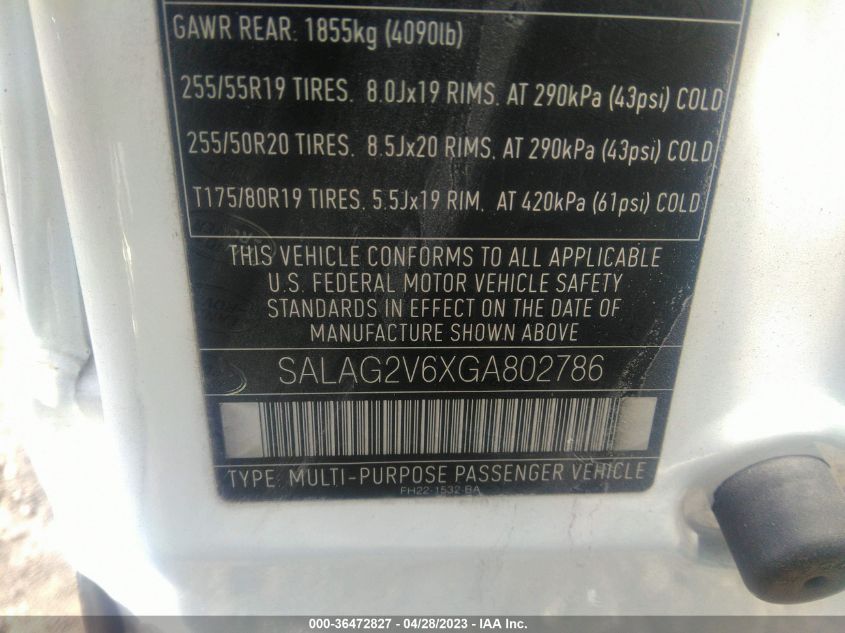 GAWR REAR. 1855kg (4090lb)
255/55R19 TIRES. 8.0Jx19 RIMS. AT 290kPa (43psi) COLD
255/50R20 TIRES. 8.5Jx20 RIMS. AT 290kPa (43psi) COLD
T175/80R19 TIRES. 5.5Jx19 RIM. AT 420kPa (61psi) COLD
THIS VEHICLE CONFORMS TO ALL APPLICABLE
U.S. FEDERAL MOTOR VEHICLE SAFETY
STANDARDS IN EFFECT ON THE DATE OF
MANUFACTURE SHOWN ABOVE
SALAG2V6XGA802786
TYPE. MULTI-PURPOSE PASSENGER VEHICLE
FH22-1532 BA
000-36472827 - 04/28/2023 - IAA Inc.